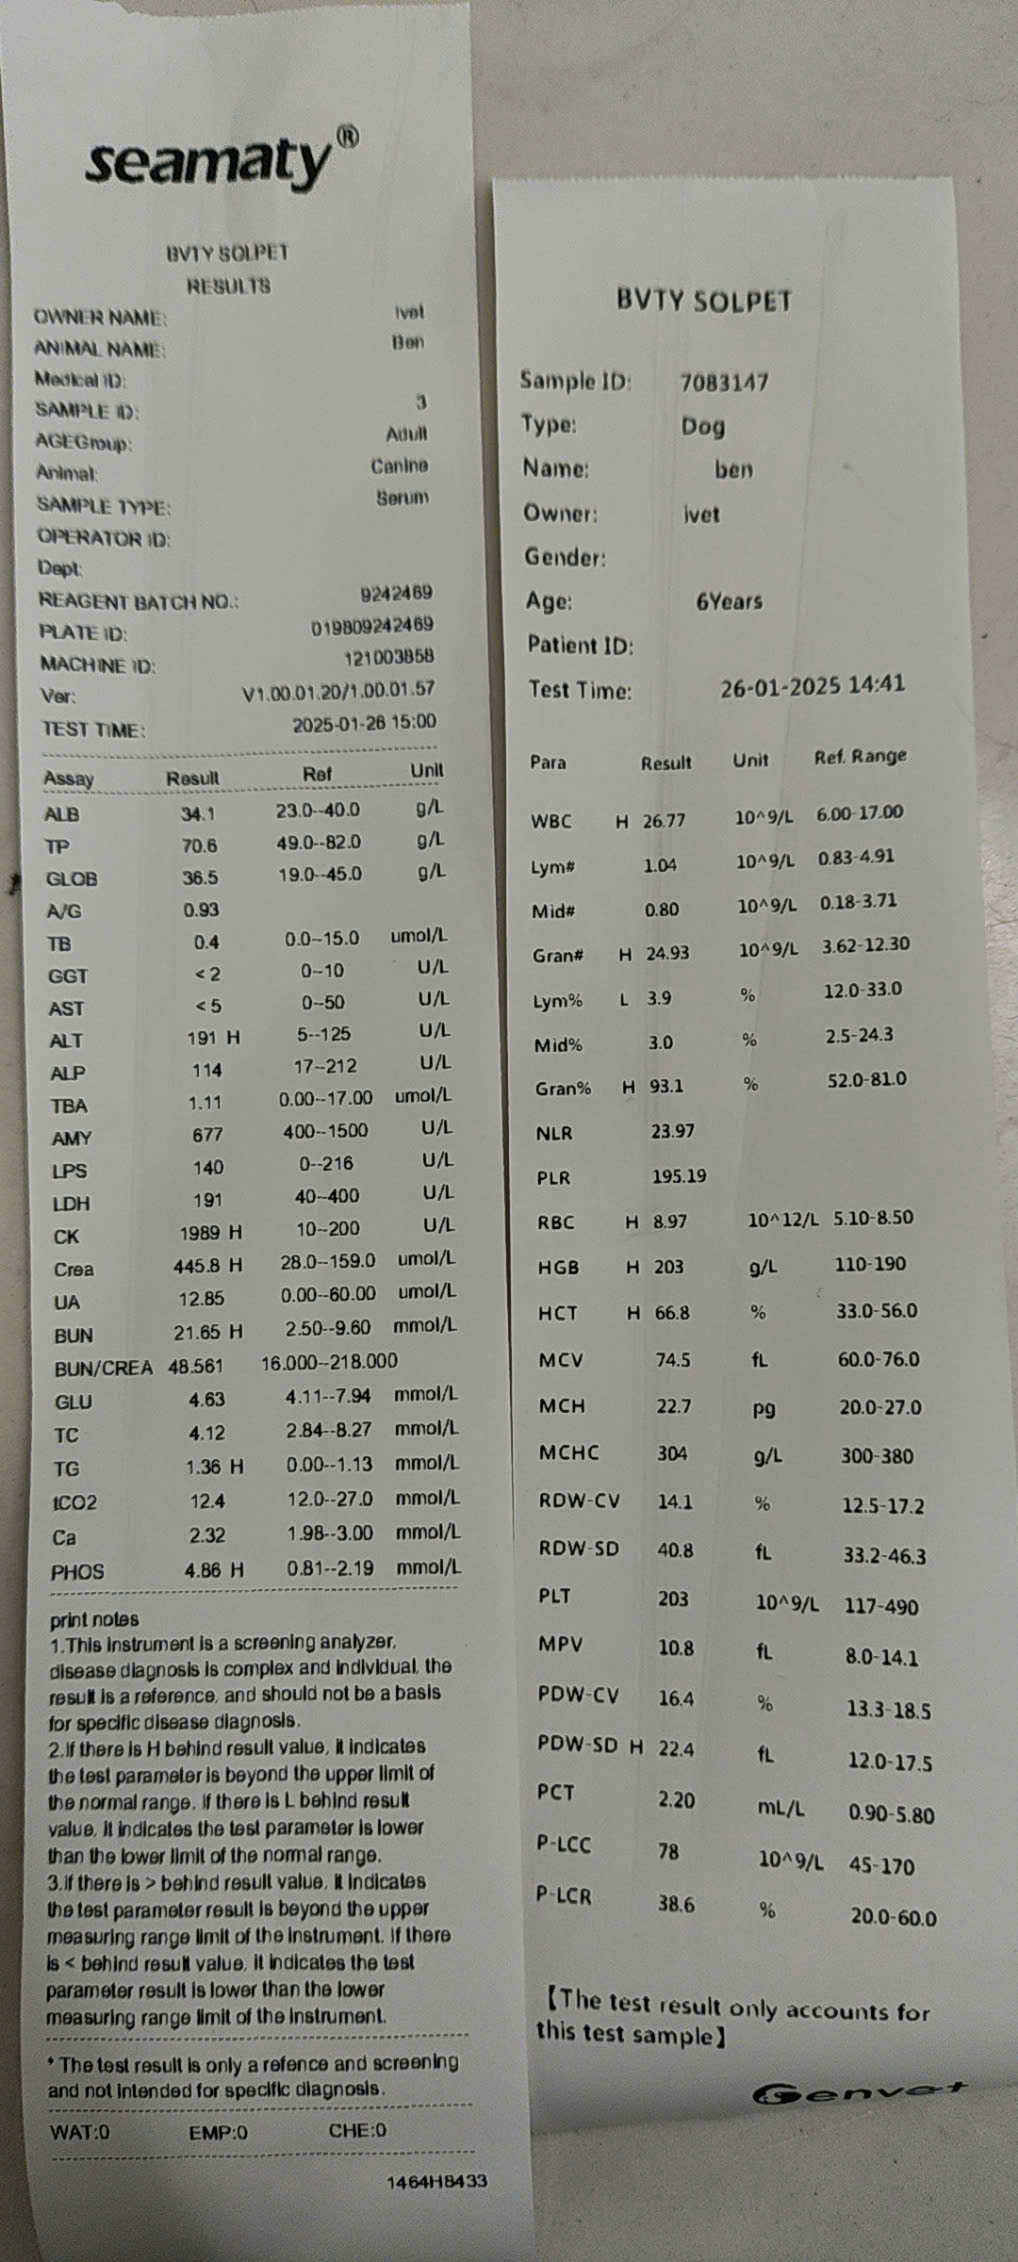 seamaty®
BVTY SOLPET
RESULTS
OWNER NAME: ivet
ANIMAL NAME: Ben
Medical ID:
SAMPLE ID: 3
AGEGroup: Adult
Animal: Canine
SAMPLE TYPE: Serum
OPERATOR ID:
Dept:
REAGENT BATCH NO.: 9242469
PLATE ID: 019809242469
MACHINE ID: 121003858
Ver: V1.00.01.20/1.00.01.57
TEST TIME: 2025-01-26 15:00
Assay Result Ref Unit
ALB 34.1 23.0--40.0 g/L
TP 70.6 49.0--82.0 g/L
GLOB 36.5 19.0--45.0 g/L
A/G 0.93
TB 0.4 0.0--15.0 umol/L
GGT <2 0--10 U/L
AST <5 0--50 U/L
ALT 191 H 5--125 U/L
ALP 114 17--212 U/L
TBA 1.11 0.00--17.00 umol/L
AMY 677 400--1500 U/L
LPS 140 0--216 U/L
LDH 191 40--400 U/L
CK 1989 H 10--200 U/L
Crea 445.8 H 28.0--159.0 umol/L
UA 12.85 0.00--60.00 umol/L
BUN 21.65 H 2.50--9.60 mmol/L
BUN/CREA 48.561 16.000--218.000
GLU 4.63 4.11--7.94 mmol/L
TC 4.12 2.84--8.27 mmol/L
TG 1.36 H 0.00--1.13 mmol/L
tCO2 12.4 12.0--27.0 mmol/L
Ca 2.32 1.98--3.00 mmol/L
PHOS 4.86 H 0.81--2.19 mmol/L
print notes
1.This instrument is a screening analyzer,
disease diagnosis is complex and individual, the
result is a reference, and should not be a basis
for specific disease diagnosis.
2.If there is H behind result value, it indicates
the test parameter is beyond the upper limit of
the normal range. If there is L behind result
value, it indicates the test parameter is lower
than the lower limit of the normal range.
3.If there is > behind result value, it indicates
the test parameter result is beyond the upper
measuring range limit of the instrument. If there
is < behind result value, it indicates the test
parameter result is lower than the lower
measuring range limit of the instrument.
* The test result is only a refence and screening
and not intended for specific diagnosis.
WAT:0 EMP:0 CHE:0
1464H8433
BVTY SOLPET
Sample ID: 7083147
Type: Dog
Name: ben
Owner: ivet
Gender:
Age: 6Years
Patient ID:
Test Time: 26-01-2025 14:41
Para Result Unit Ref. Range
WBC H 26.77 10^9/L 6.00-17.00
Lym# 1.04 10^9/L 0.83-4.91
Mid# 0.80 10^9/L 0.18-3.71
Gran# H 24.93 10^9/L 3.62-12.30
Lym% L 3.9 % 12.0-33.0
Mid% 3.0 % 2.5-24.3
Gran% H 93.1 % 52.0-81.0
NLR 23.97
PLR 195.19
RBC H 8.97 10^12/L 5.10-8.50
HGB H 203 g/L 110-190
HCT H 66.8 % 33.0-56.0
MCV 74.5 fL 60.0-76.0
MCH 22.7 pg 20.0-27.0
MCHC 304 g/L 300-380
RDW-CV 14.1 % 12.5-17.2
RDW-SD 40.8 fL 33.2-46.3
PLT 203 10^9/L 117-490
MPV 10.8 fL 8.0-14.1
PDW-CV 16.4 % 13.3-18.5
PDW-SD H 22.4 fL 12.0-17.5
PCT 2.20 mL/L 0.90-5.80
P-LCC 78 10^9/L 45-170
P-LCR 38.6 % 20.0-60.0
【The test result only accounts for
this test sample】
Genvet